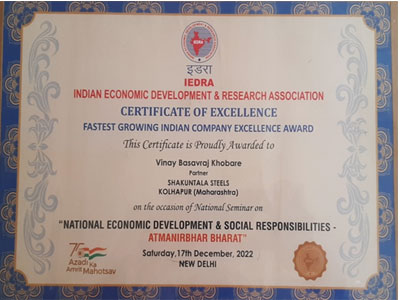 IEDRA
इडरा
IEDRA
INDIAN ECONOMIC DEVELOPMENT & RESEARCH ASSOCIATION
CERTIFICATE OF EXCELLENCE
FASTEST GROWING INDIAN COMPANY EXCELLENCE AWARD
This Certificate is Proudly Awarded to
Vinay Basavraj Khobare
Partner
SHAKUNTALA STEELS
KOLHAPUR (Maharashtra)
on the occasion of National Seminar on
"NATIONAL ECONOMIC DEVELOPMENT & SOCIAL RESPONSIBILITIES -
ATMANIRBHAR BHARAT"
Saturday,17th December, 2022
NEW DELHI
75
Azadi Ka
Amrit Mahotsav